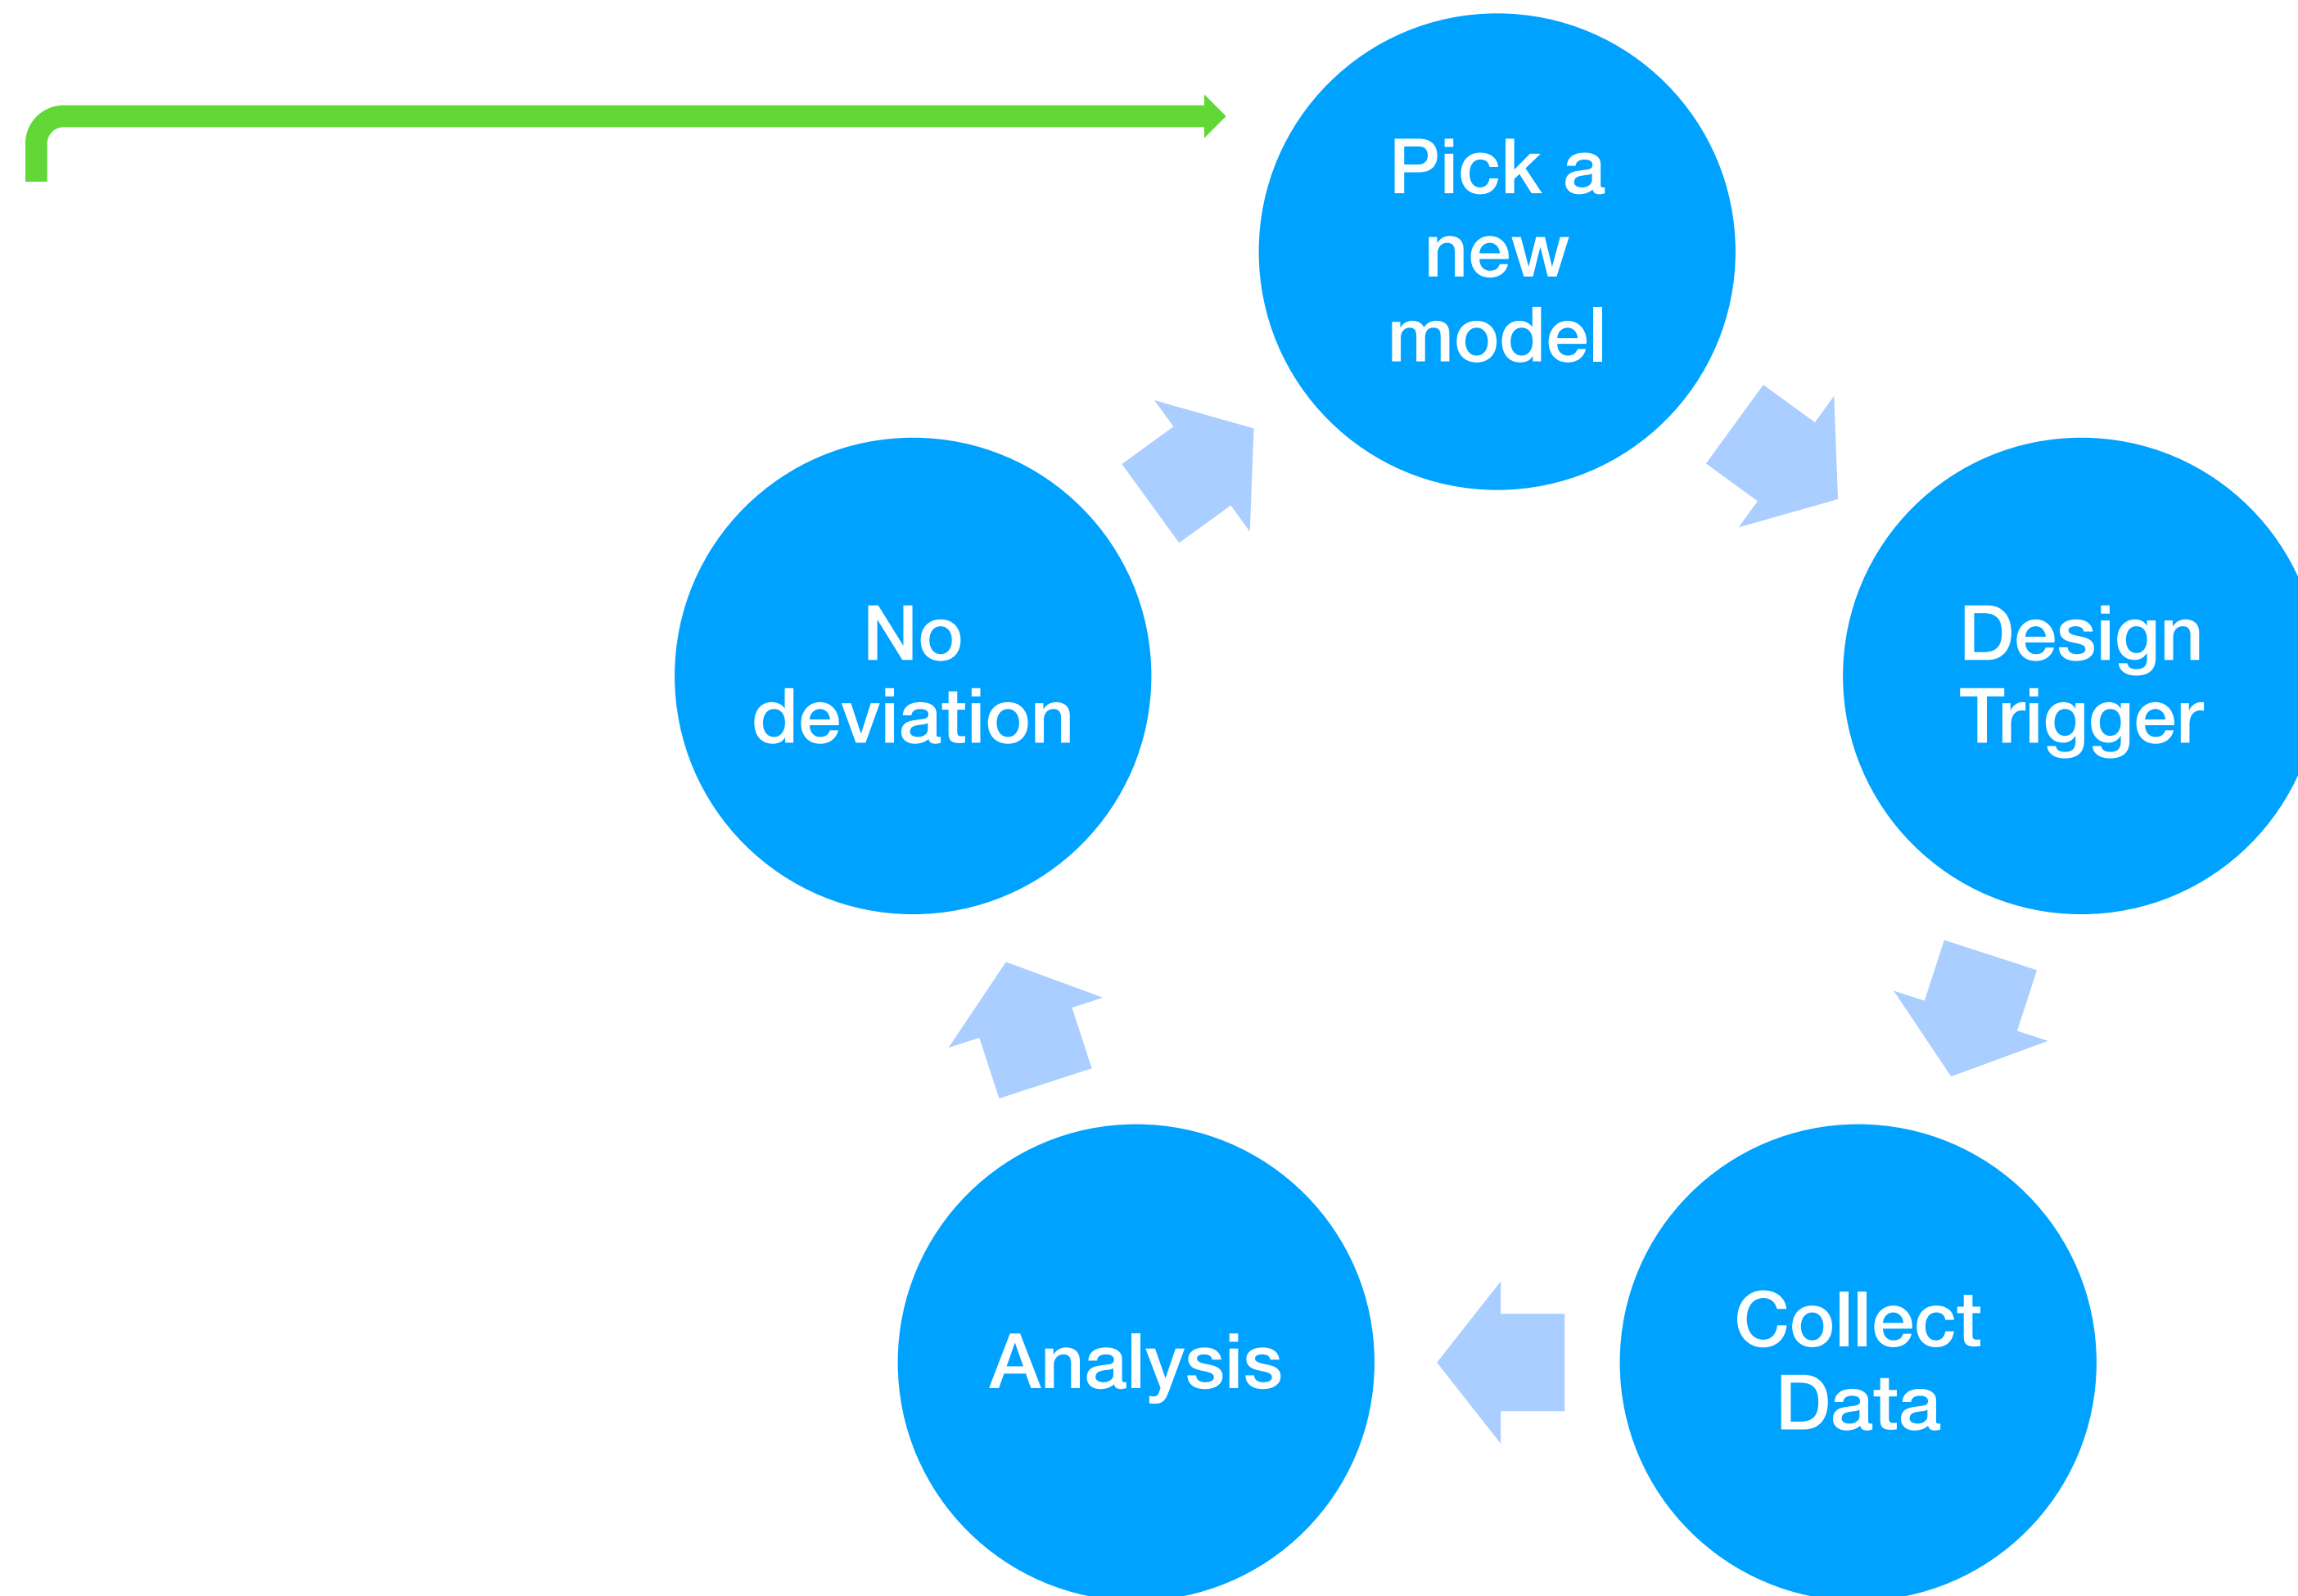 Pick a
new
model
Design
Trigger
Collect
Data
Analysis
No
deviation